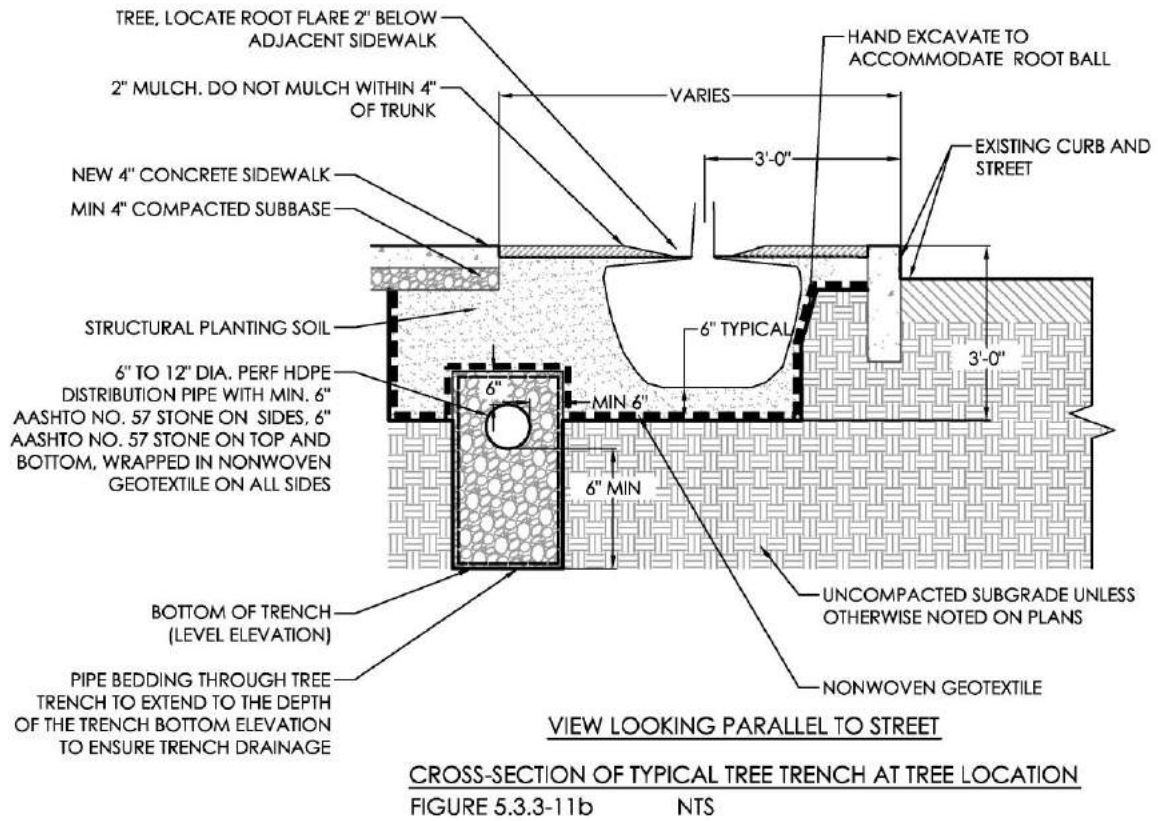 TREE, LOCATE ROOT FLARE 2" BELOW
ADJACENT SIDEWALK
2" MULCH. DO NOT MULCH WITHIN 4"
OF TRUNK
NEW 4" CONCRETE SIDEWALK
MIN 4" COMPACTED SUBBASE
STRUCTURAL PLANTING SOIL
6" TO 12" DIA. PERF HDPE
DISTRIBUTION PIPE WITH MIN. 6"
AASHTO NO. 57 STONE ON SIDES, 6"
AASHTO NO. 57 STONE ON TOP AND
BOTTOM, WRAPPED IN NONWOVEN
GEOTEXTILE ON ALL SIDES
BOTTOM OF TRENCH
(LEVEL ELEVATION)
PIPE BEDDING THROUGH TREE
TRENCH TO EXTEND TO THE DEPTH
OF THE TRENCH BOTTOM ELEVATION
TO ENSURE TRENCH DRAINAGE
VARIES
3'-0"
6" TYPICAL
6"
MIN 6"
6" MIN
HAND EXCAVATE TO
ACCOMMODATE ROOT BALL
EXISTING CURB AND
STREET
3'-0"
UNCOMPACTED SUBGRADE UNLESS
OTHERWISE NOTED ON PLANS
NONWOVEN GEOTEXTILE
VIEW LOOKING PARALLEL TO STREET
CROSS-SECTION OF TYPICAL TREE TRENCH AT TREE LOCATION
FIGURE 5.3.3-11b NTS